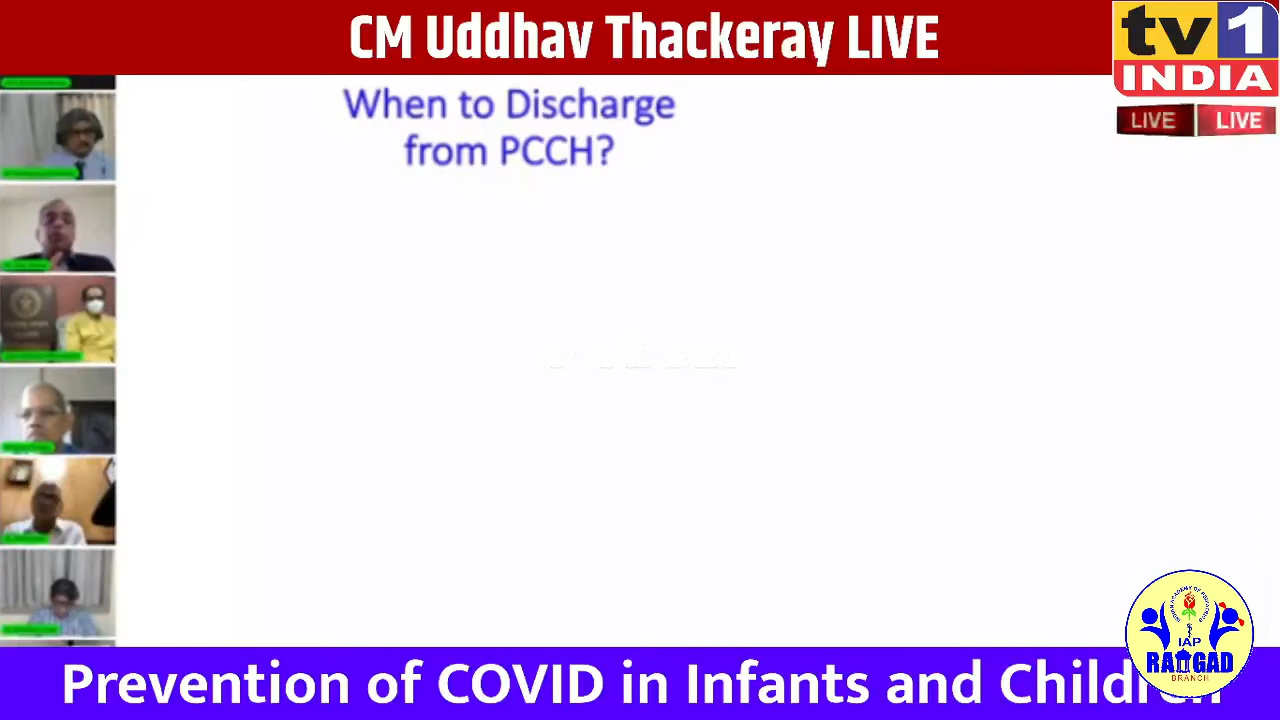 CM Uddhav Thackeray LIVE
tv1
INDIA
LIVE LIVE
When to Discharge
from PCCH?
IAP
RAIGAD
BRANCH
Prevention of COVID in Infants and Children